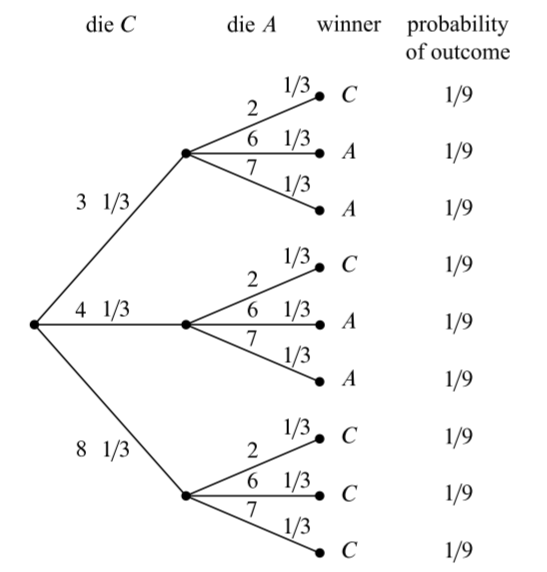 die C die A winner probability
of outcome
1/3 C 1/9
2
6 1/3 A 1/9
7
1/3 A 1/9
3 1/3
1/3 C 1/9
2
4 1/3 6 1/3 A 1/9
7
1/3 A 1/9
8 1/3
1/3 C 1/9
2
6 1/3 C 1/9
7
1/3 C 1/9